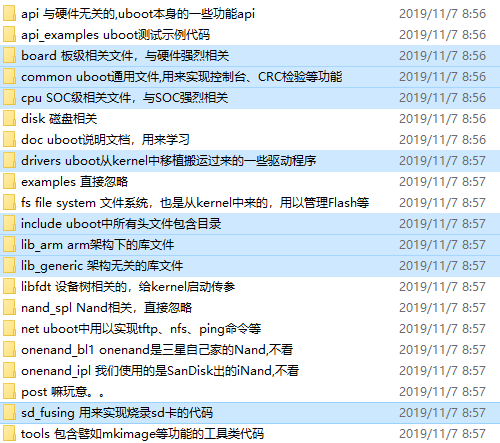 api 与硬件无关的,uboot本身的一些功能api 2019/11/7 8:56
api_examples uboot测试示例代码 2019/11/7 8:56
board 板级相关文件，与硬件强烈相关 2019/11/7 8:56
common uboot通用文件,用来实现控制台、CRC检验等功能 2019/11/7 8:56
cpu SOC级相关文件，与SOC强烈相关 2019/11/7 8:56
disk 磁盘相关 2019/11/7 8:56
doc uboot说明文档，用来学习 2019/11/7 8:56
drivers uboot从kernel中移植搬运过来的一些驱动程序 2019/11/7 8:57
examples 直接忽略 2019/11/7 8:57
fs file system 文件系统，也是从kernel中来的，用以管理Flash等 2019/11/7 8:57
include uboot中所有头文件包含目录 2019/11/7 8:57
lib_arm arm架构下的库文件 2019/11/7 8:57
lib_generic 架构无关的库文件 2019/11/7 8:57
libfdt 设备树相关的，给kernel启动传参 2019/11/7 8:57
nand_spl Nand相关，直接忽略 2019/11/7 8:57
net uboot中用以实现tftp、nfs、ping命令等 2019/11/7 8:57
onenand_bl1 onenand是三星自己家的Nand,不看 2019/11/7 8:57
onenand_ipl 我们使用的是SanDisk出的iNand,不看 2019/11/7 8:57
post 嘛玩意。。 2019/11/7 8:57
sd_fusing 用来实现烧录sd卡的代码 2019/11/7 8:57
tools 包含譬如mkimage等功能的工具类代码 2019/11/7 8:57